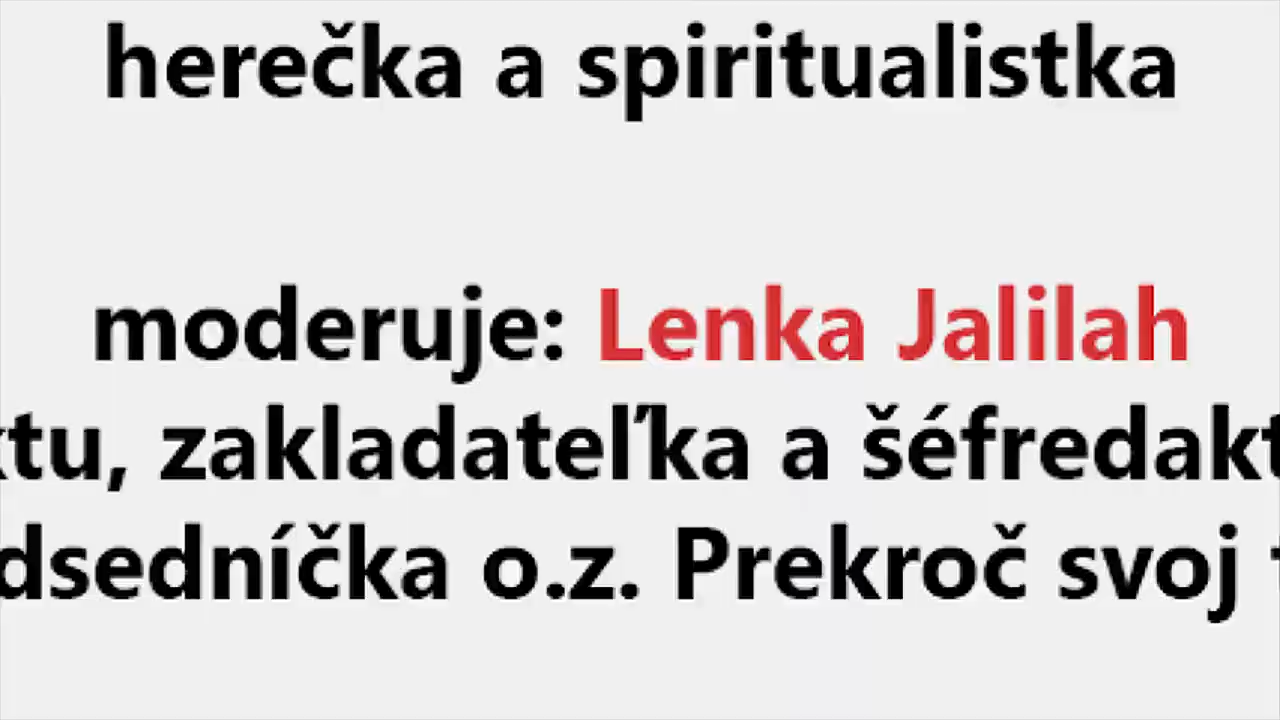 herečka a spiritualistka
moderuje: Lenka Jalilah
ktu, zakladateľka a šéfredakt
dsedníčka o.z. Prekroč svoj